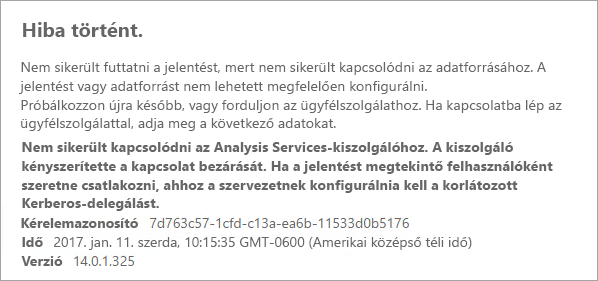 Hiba történt.
Nem sikerült futtatni a jelentést, mert nem sikerült kapcsolódni az adatforrásához. A
jelentést vagy adatforrást nem lehetett megfelelően konfigurálni.
Próbálkozzon újra később, vagy forduljon az ügyfélszolgálathoz. Ha kapcsolatba lép az
ügyfélszolgálattal, adja meg a következő adatokat.
Nem sikerült kapcsolódni az Analysis Services-kiszolgálóhoz. A kiszolgáló
kényszerítette a kapcsolat bezárását. Ha a jelentést megtekintő felhasználóként
szeretne csatlakozni, ahhoz a szervezetnek konfigurálnia kell a korlátozott
Kerberos-delegálást.
Kérelemazonosító 7d763c57-1cfd-c13a-ea6b-11533d0b5176
Idő 2017. jan. 11. szerda, 10:15:35 GMT-0600 (Amerikai középső téli idő)
Verzió 14.0.1.325